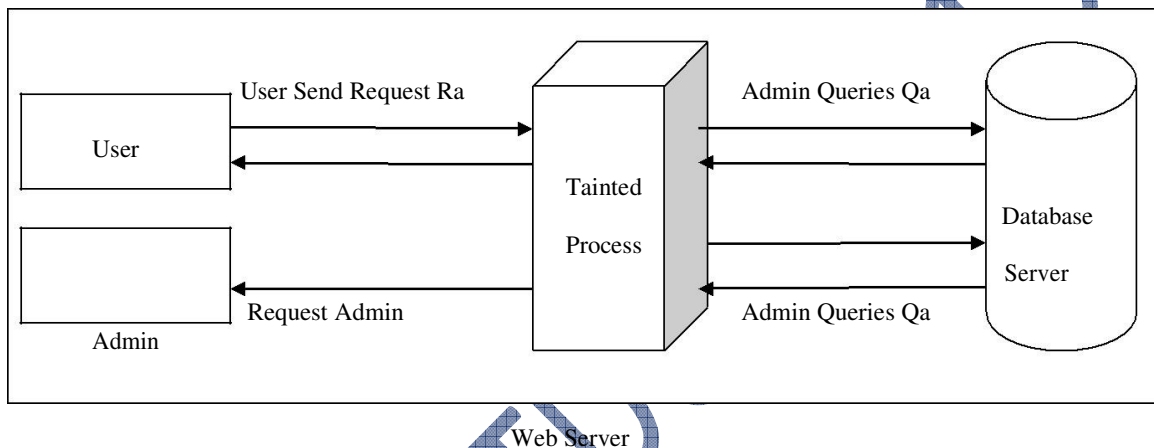 User Send Request Ra
Admin Queries Qa
User
Tainted
Process
Database
Server
Request Admin
Admin Queries Qa
Admin
Web Server